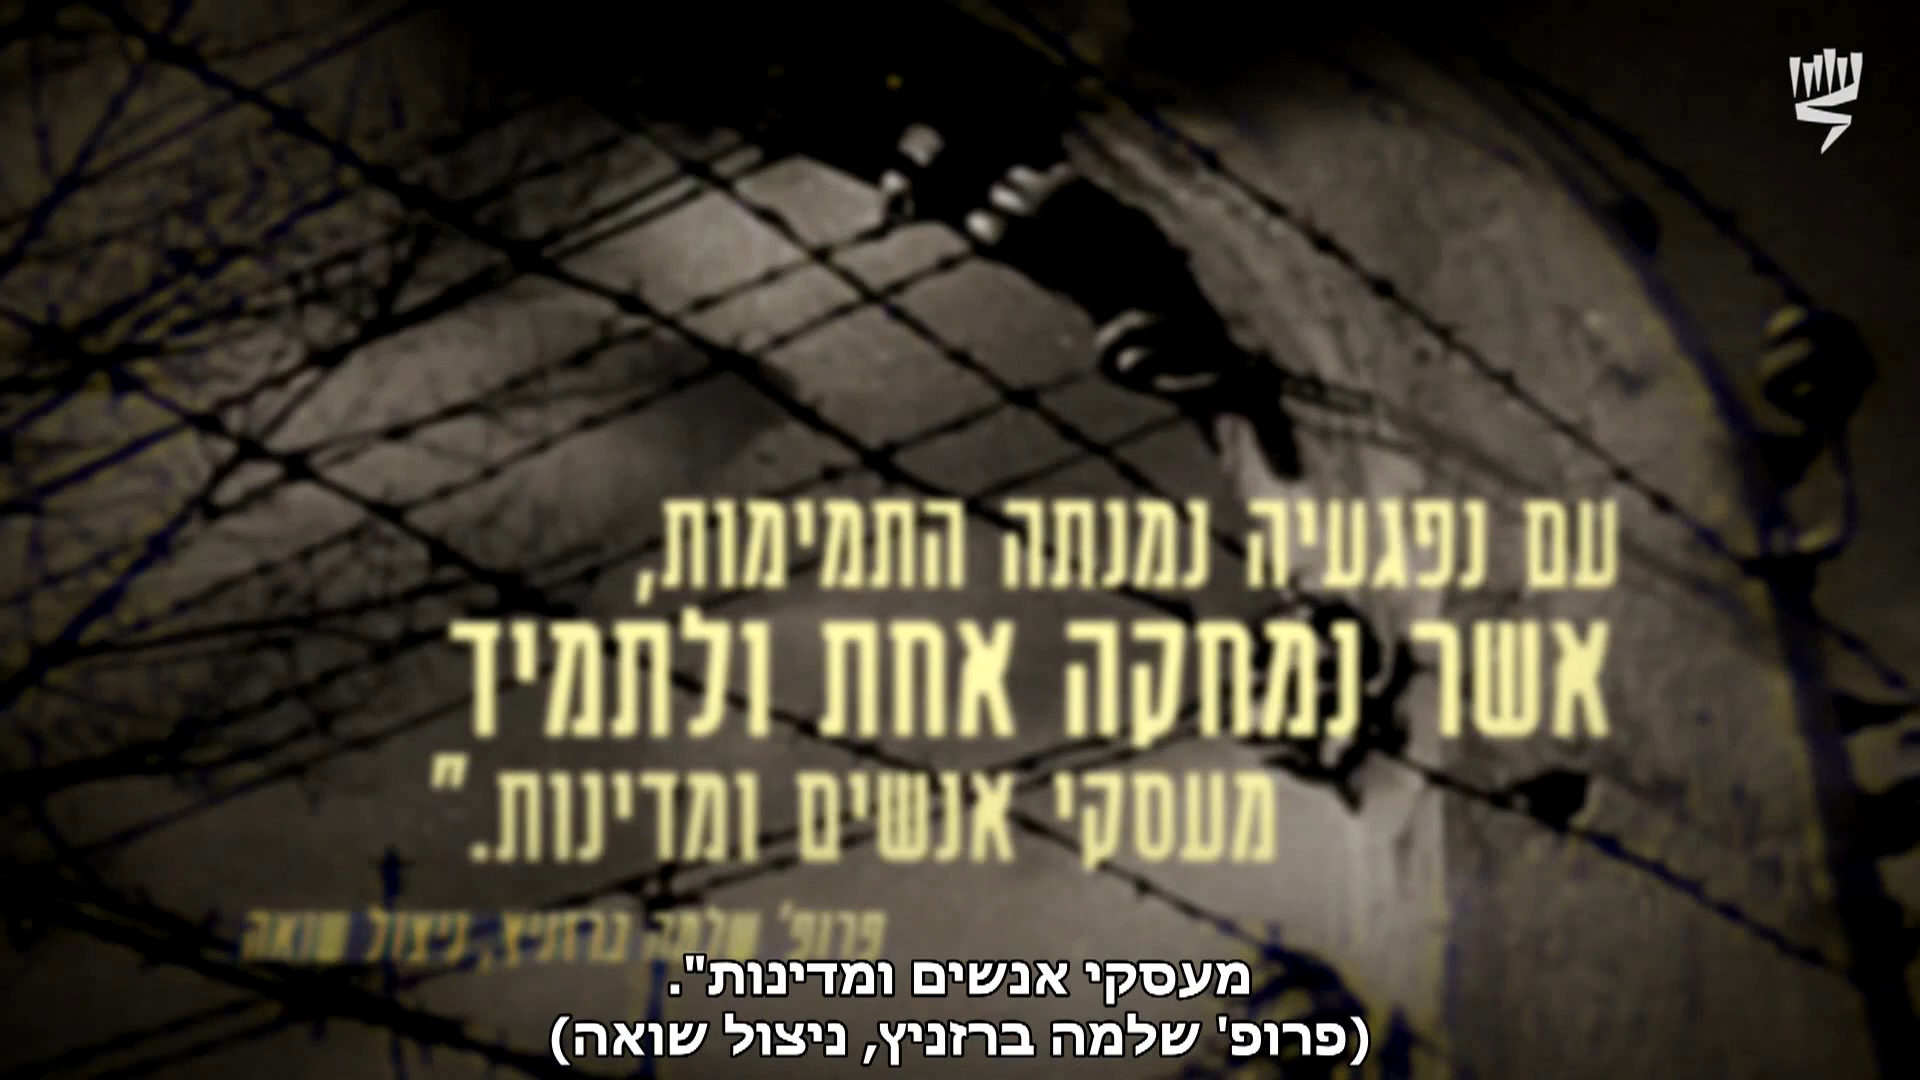 עם נפגעיה נמנתה התמימות,
אשר נמחקה אחת ולתמיד
מעסקי אנשים ומדינות."
פרופ' שלמה ברזניץ, ניצול שואה
מעסקי אנשים ומדינות".
(פרופ' שלמה ברזניץ, ניצול שואה)